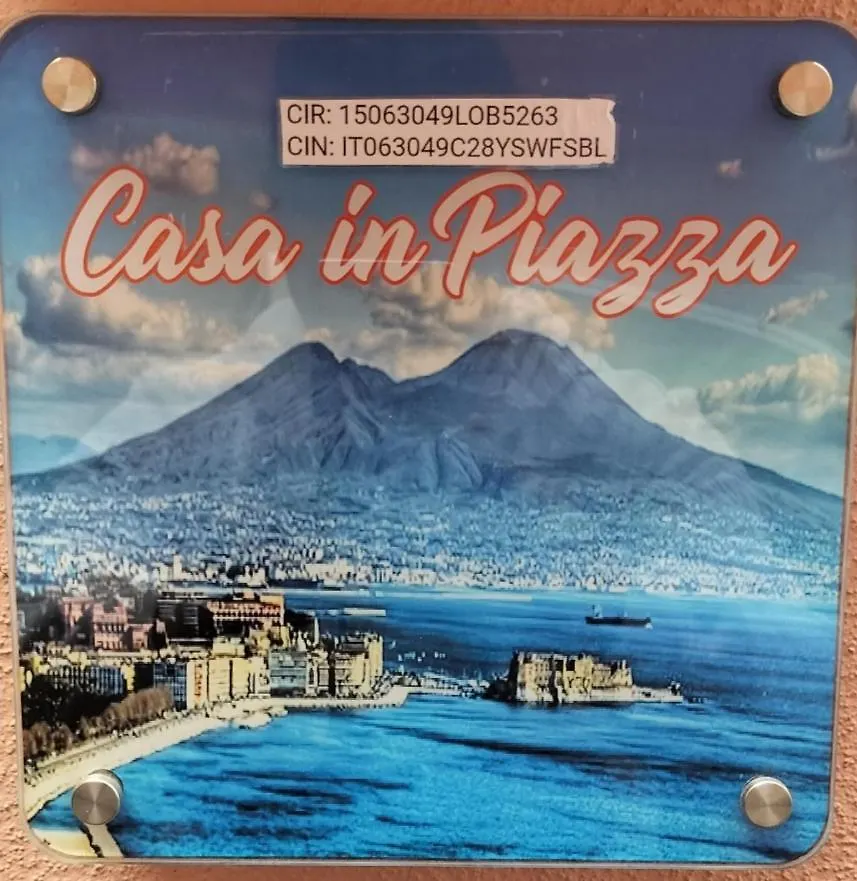 CIR: 15063049LOB5263
CIN: IT063049C28YSWFSBL
Casa in Piazza